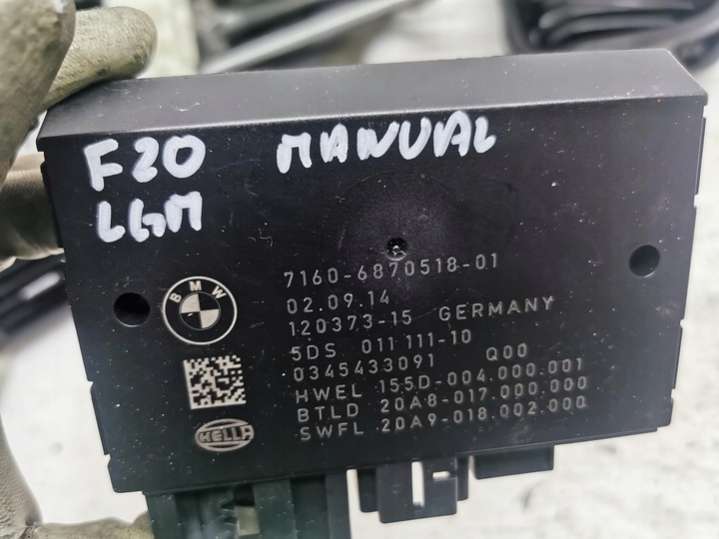 F20 MANUAL
LGM
7160-6870518-01
02.09.14
120373-15 GERMANY
5DS 011 111-10
0345433091 Q00
HWEL 155D-004.000.001
BTLD 20A8-017.000.000
SWFL 20A9-018.002.000
BMW
HELLA